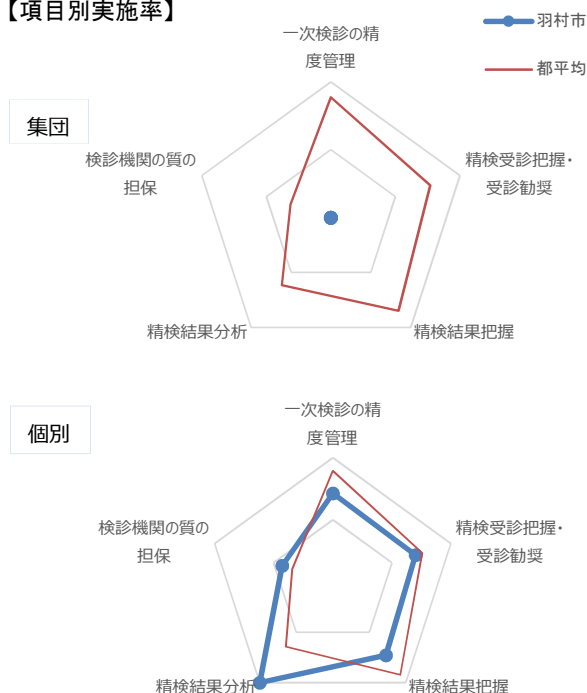 【項目別実施率】
羽村市
都平均
集団
一次検診の精
度管理
精検受診把握・
受診勧奨
精検結果把握
精検結果分析
検診機関の質の
担保
個別
一次検診の精
度管理
精検受診把握・
受診勧奨
精検結果把握
精検結果分析
検診機関の質の
担保